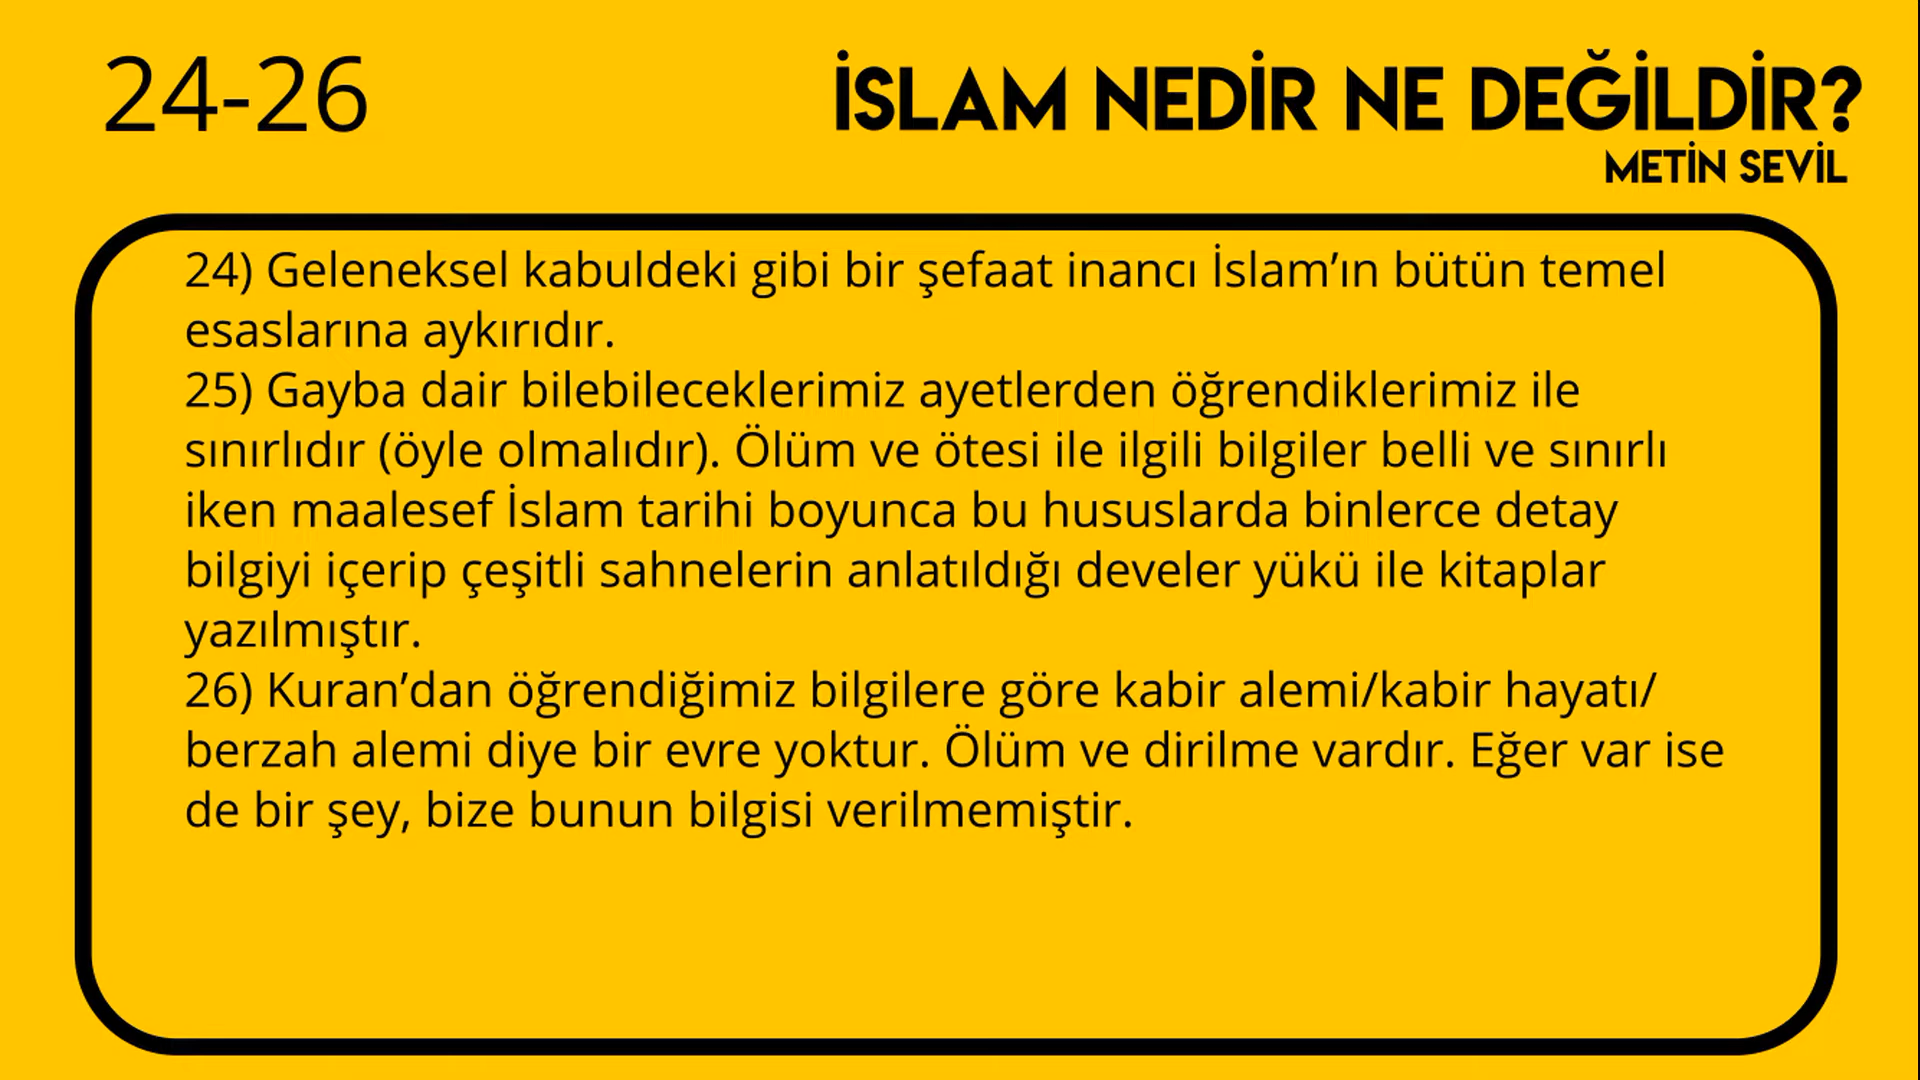 24-26
İSLAM NEDİR NE DEĞİLDİR?
METİN SEVİL
24) Geleneksel kabuldeki gibi bir şefaat inancı İslam’ın bütün temel
esaslarına aykırıdır.
25) Gayba dair bilebileceklerimiz ayetlerden öğrendiklerimiz ile
sınırlıdır (öyle olmalıdır). Ölüm ve ötesi ile ilgili bilgiler belli ve sınırlı
iken maalesef İslam tarihi boyunca bu hususlarda binlerce detay
bilgiyi içerip çeşitli sahnelerin anlatıldığı develer yükü ile kitaplar
yazılmıştır.
26) Kuran’dan öğrendiğimiz bilgilere göre kabir alemi/kabir hayatı/
berzah alemi diye bir evre yoktur. Ölüm ve dirilme vardır. Eğer var ise
de bir şey, bize bunun bilgisi verilmemiştir.